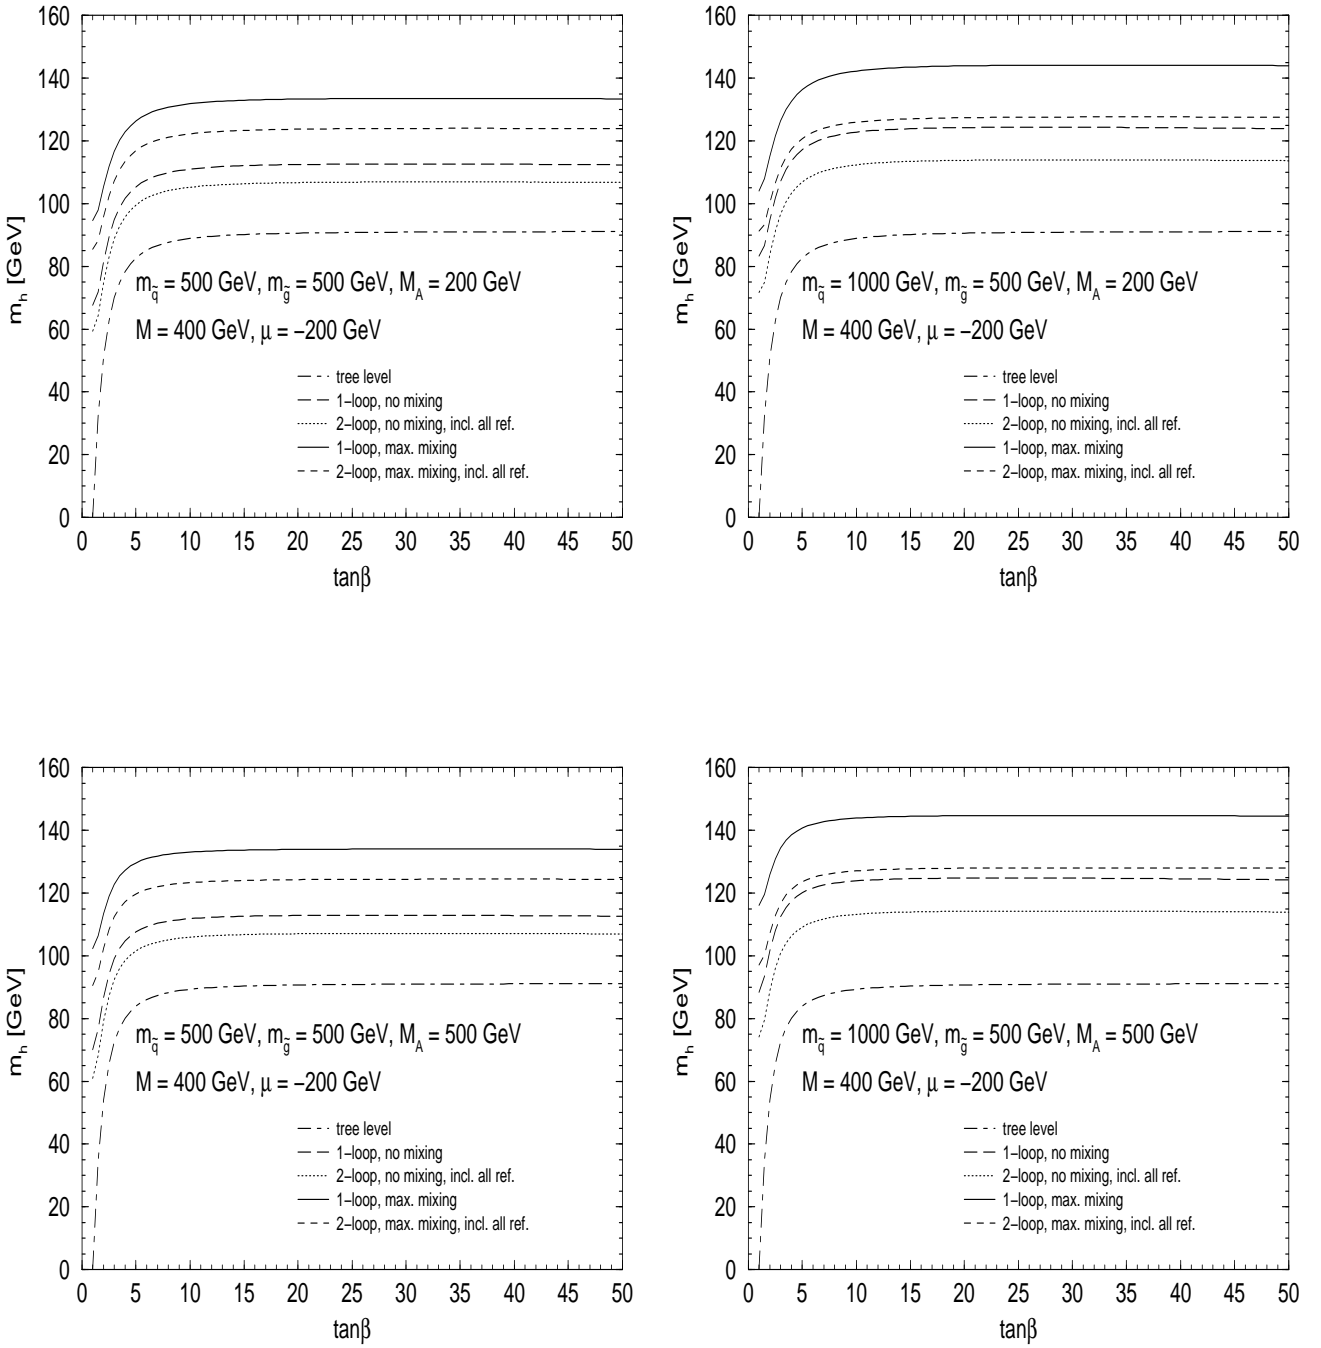 160
140
120
100
80
60
40
20
0
m_h [GeV]
m_q̃ = 500 GeV, m_g̃ = 500 GeV, M_A = 200 GeV
M = 400 GeV, μ = −200 GeV
tree level
1−loop, no mixing
2−loop, no mixing, incl. all ref.
1−loop, max. mixing
2−loop, max. mixing, incl. all ref.
0 5 10 15 20 25 30 35 40 45 50
tanβ
160
140
120
100
80
60
40
20
0
m_h [GeV]
m_q̃ = 1000 GeV, m_g̃ = 500 GeV, M_A = 200 GeV
M = 400 GeV, μ = −200 GeV
tree level
1−loop, no mixing
2−loop, no mixing, incl. all ref.
1−loop, max. mixing
2−loop, max. mixing, incl. all ref.
0 5 10 15 20 25 30 35 40 45 50
tanβ
160
140
120
100
80
60
40
20
0
m_h [GeV]
m_q̃ = 500 GeV, m_g̃ = 500 GeV, M_A = 500 GeV
M = 400 GeV, μ = −200 GeV
tree level
1−loop, no mixing
2−loop, no mixing, incl. all ref.
1−loop, max. mixing
2−loop, max. mixing, incl. all ref.
0 5 10 15 20 25 30 35 40 45 50
tanβ
160
140
120
100
80
60
40
20
0
m_h [GeV]
m_q̃ = 1000 GeV, m_g̃ = 500 GeV, M_A = 500 GeV
M = 400 GeV, μ = −200 GeV
tree level
1−loop, no mixing
2−loop, no mixing, incl. all ref.
1−loop, max. mixing
2−loop, max. mixing, incl. all ref.
0 5 10 15 20 25 30 35 40 45 50
tanβ